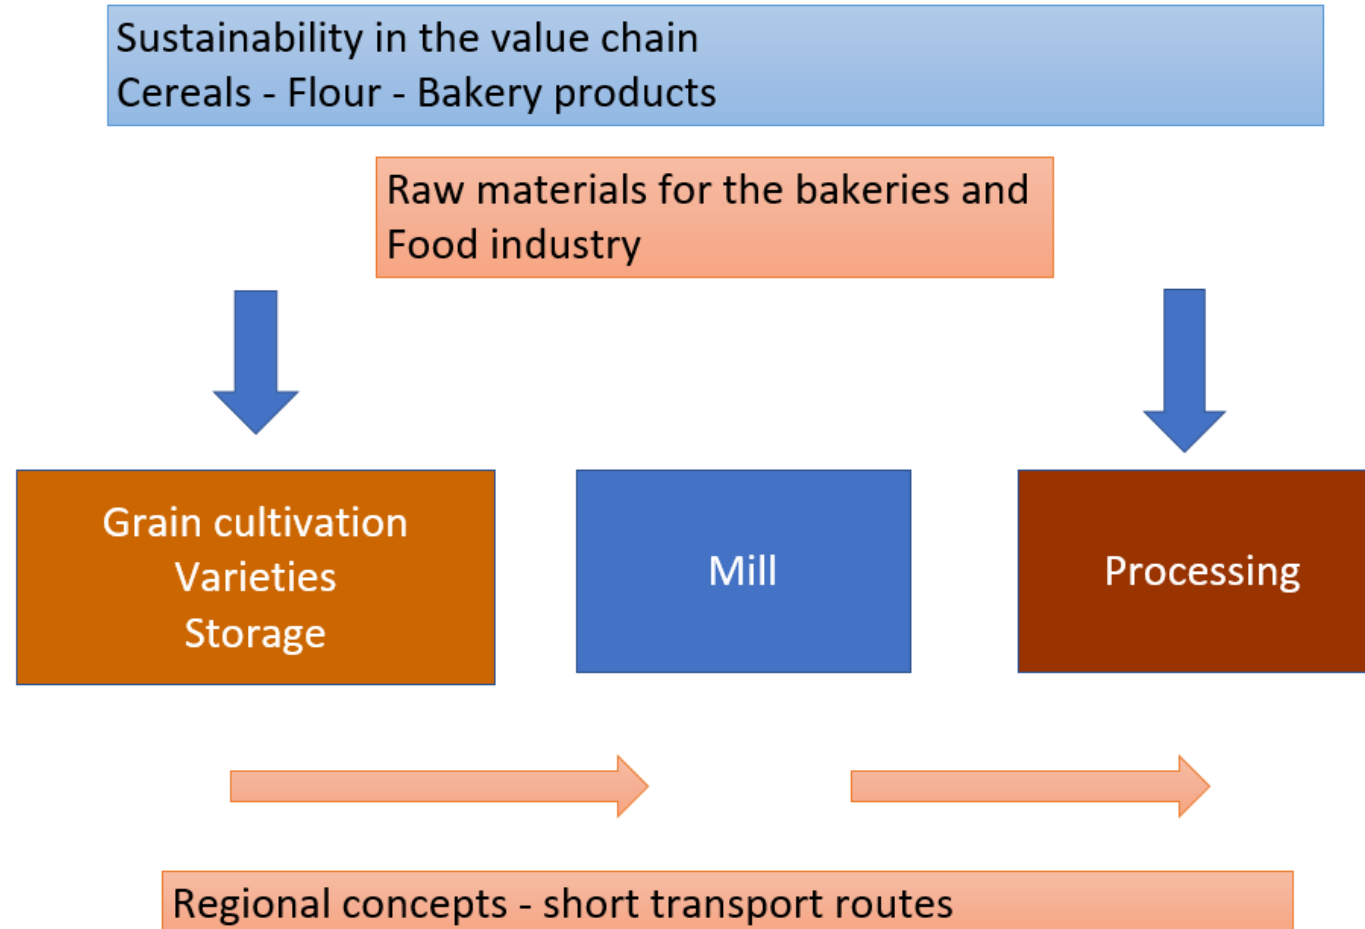 Sustainability in the value chain
Cereals - Flour - Bakery products
Raw materials for the bakeries and
Food industry
Grain cultivation
Varieties
Storage
Mill
Processing
Regional concepts - short transport routes